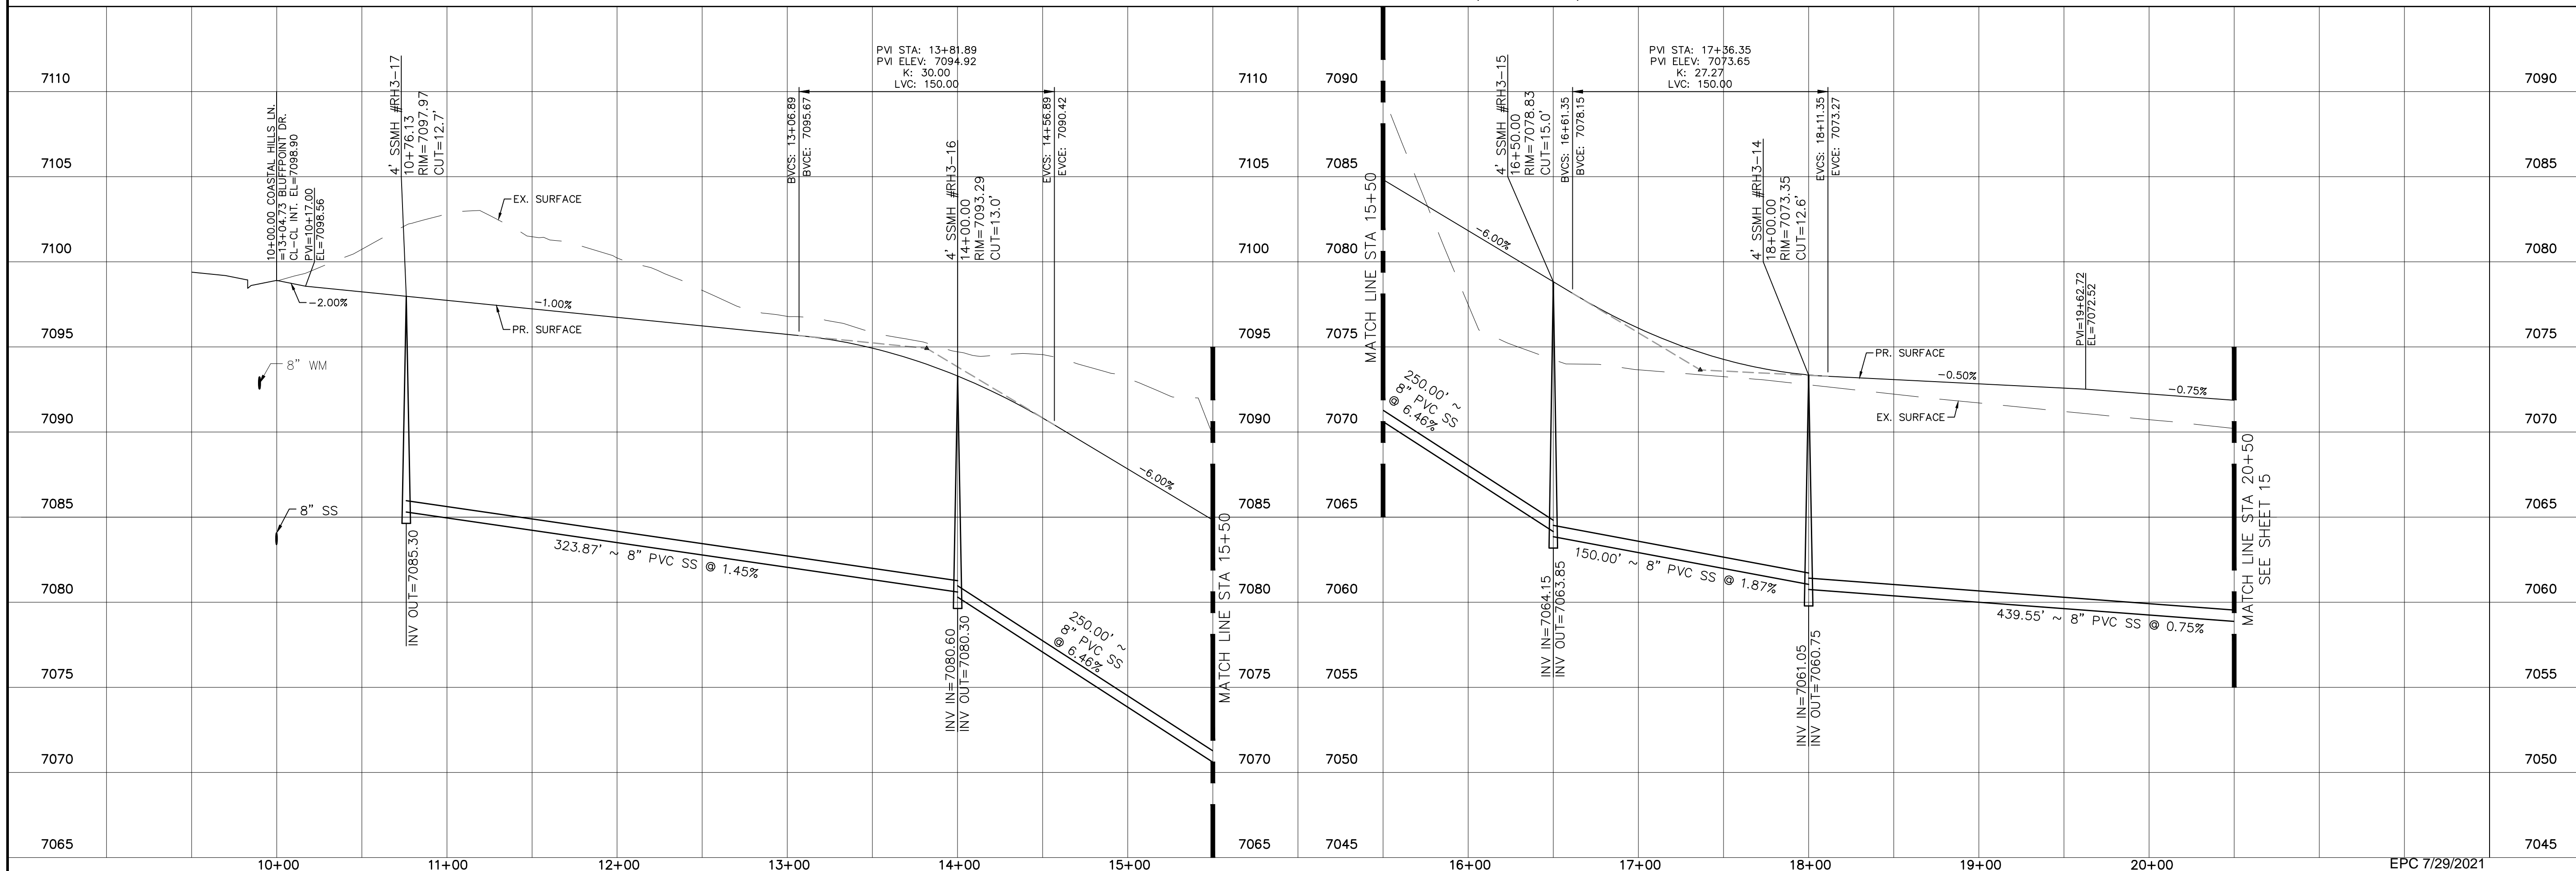 PVI STA: 13+81.89
PVI ELEV: 7094.92
K: 30.00
LVC: 150.00
PVI STA: 17+36.35
PVI ELEV: 7073.65
K: 27.27
LVC: 150.00
7110
7105
7100
7095
7090
7085
7080
7075
7070
7065
10+00.00 COASTAL HILLS LN.
=13+04.73 BLUFFPOINT DR.
CL-CL INT. EL=7098.90
PVI=10+17.00
EL=7098.56
4' SSMH #RH3-17
10+76.13
RIM=7097.97
CUT=12.7'
EX. SURFACE
-2.00%
-1.00%
PR. SURFACE
8" WM
8" SS
INV OUT=7085.30
323.87' ~ 8" PVC SS @ 1.45%
BVCS: 13+06.89
BVCE: 7095.67
4' SSMH #RH3-16
14+00.00
RIM=7093.29
CUT=13.0'
EVCS: 14+56.89
EVCE: 7090.42
-6.00%
INV IN=7080.60
INV OUT=7080.30
250.00' ~
8" PVC SS
@ 6.46%
MATCH LINE STA 15+50
7110
7105
7100
7095
7090
7085
7080
7075
7070
7065
7090
7085
7080
7075
7070
7065
7060
7055
7050
7045
MATCH LINE STA 15+50
-6.00%
4' SSMH #RH3-15
16+50.00
RIM=7078.83
CUT=15.0'
BVCS: 16+61.35
BVCE: 7078.15
250.00' ~
8" PVC SS
@ 6.46%
INV IN=7064.15
INV OUT=7063.85
150.00' ~ 8" PVC SS @ 1.87%
4' SSMH #RH3-14
18+00.00
RIM=7073.35
CUT=12.6'
EVCS: 18+11.35
EVCE: 7073.27
PR. SURFACE
-0.50%
EX. SURFACE
PVI=19+62.72
EL=7072.52
-0.75%
INV IN=7061.05
INV OUT=7060.75
439.55' ~ 8" PVC SS @ 0.75%
MATCH LINE STA 20+50
SEE SHEET 15
7090
7085
7080
7075
7070
7065
7060
7055
7050
7045
10+00
11+00
12+00
13+00
14+00
15+00
16+00
17+00
18+00
19+00
20+00
EPC 7/29/2021